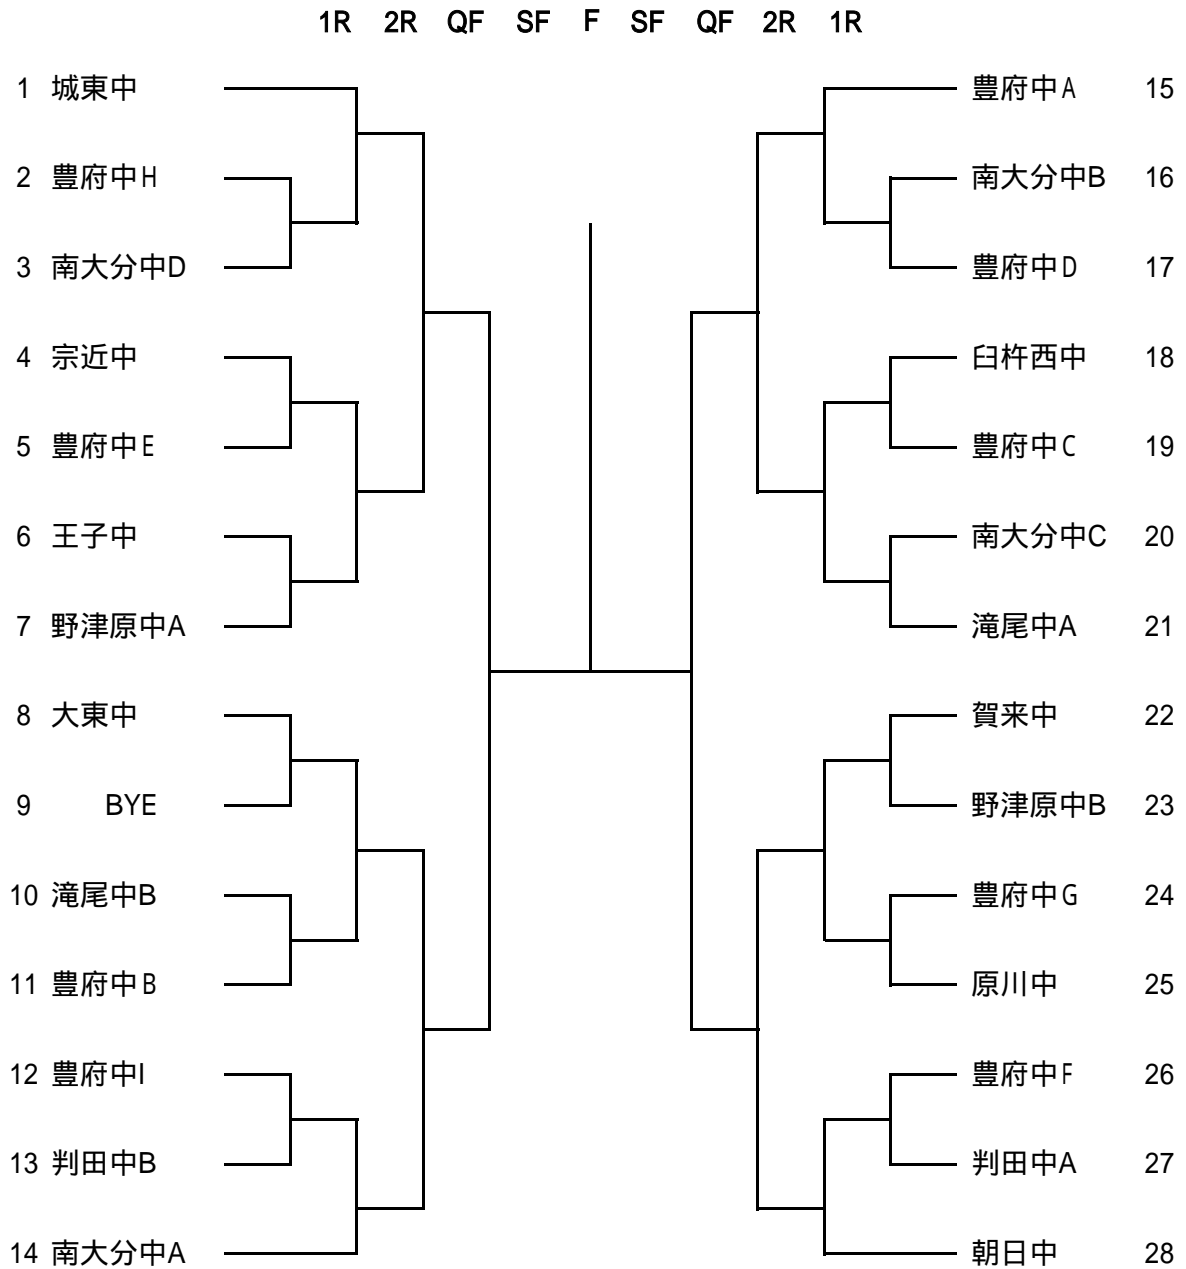 1R 2R QF SF F SF QF 2R 1R
1 城東中 豊府中A 15
2 豊府中H 南大分中B 16
3 南大分中D 豊府中D 17
4 宗近中 臼杵西中 18
5 豊府中E 豊府中C 19
6 王子中 南大分中C 20
7 野津原中A 滝尾中A 21
8 大東中 賀来中 22
9 BYE 野津原中B 23
10 滝尾中B 豊府中G 24
11 豊府中B 原川中 25
12 豊府中I 豊府中F 26
13 判田中B 判田中A 27
14 南大分中A 朝日中 28